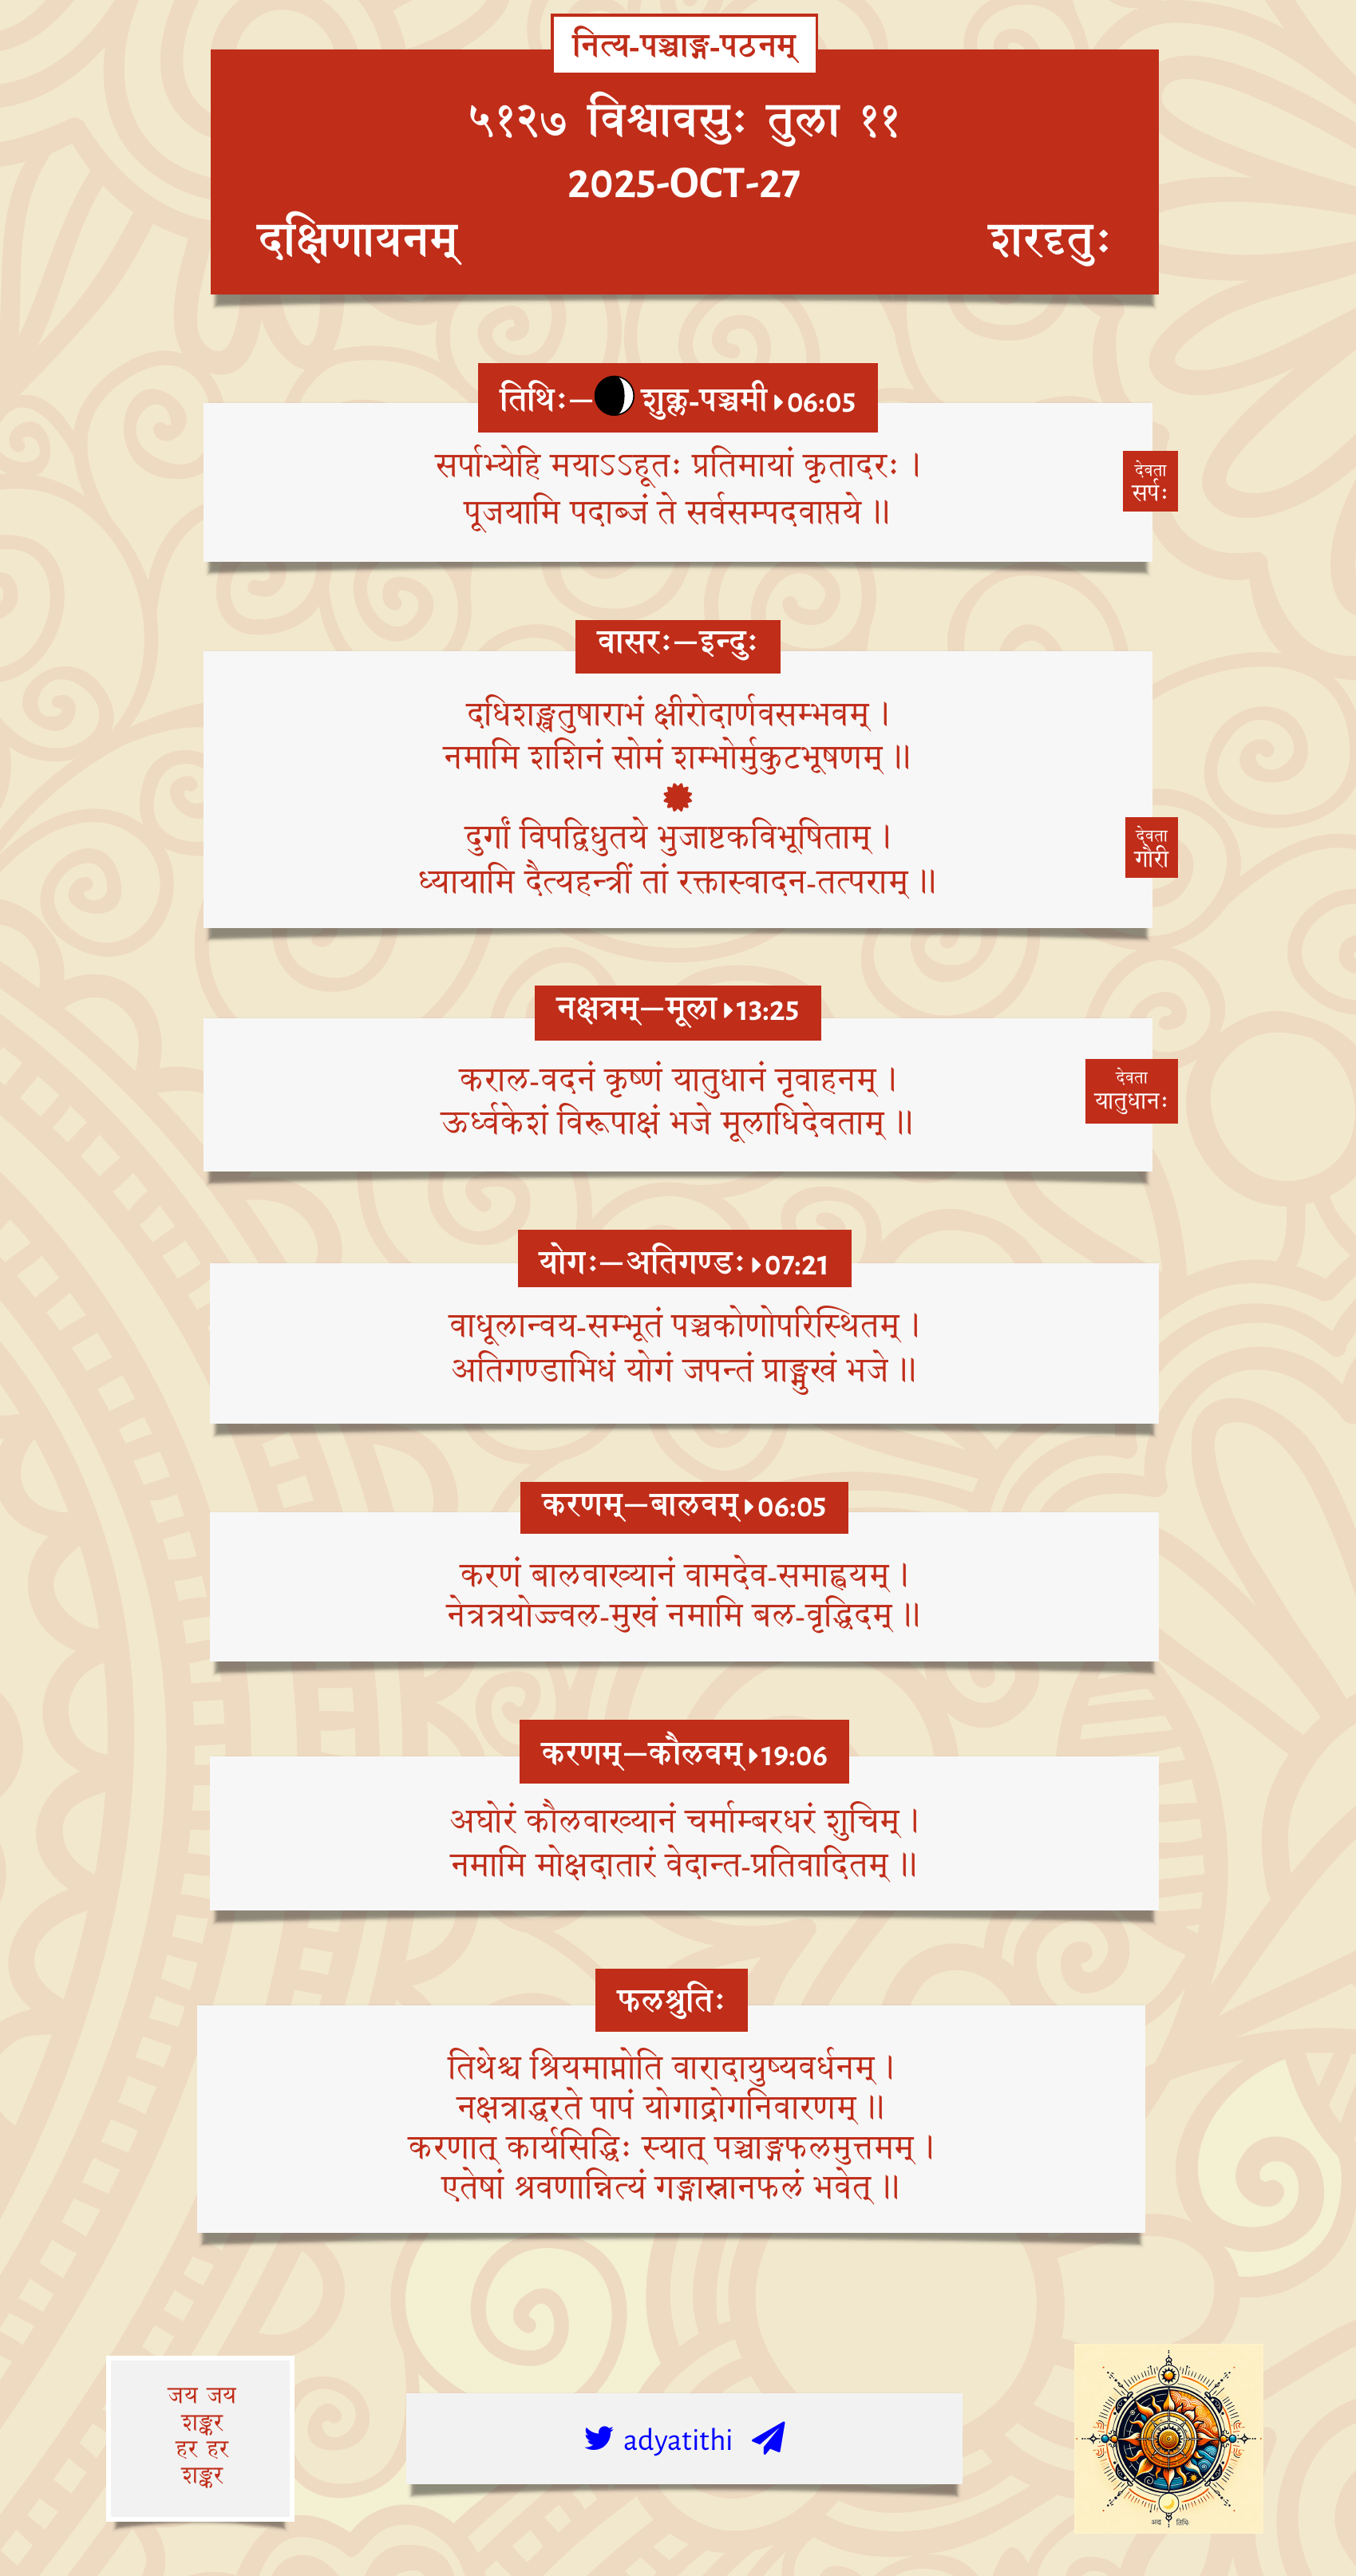 नित्य-पञ्चाङ्ग-पठनम्
५१२७ विश्वावसुः तुला ११
2025-OCT-27
दक्षिणायनम्
शरदृतुः
तिथिः—शुक्ल-पञ्चमी 06:05
सर्पाभ्येहि मयाऽऽहूतः प्रतिमायां कृतादरः ।
पूजयामि पदाब्जं ते सर्वसम्पदवाप्तये ॥
देवता
सर्पः
वासरः—इन्दुः
दधिशङ्खतुषाराभं क्षीरोदार्णवसम्भवम् ।
नमामि शशिनं सोमं शम्भोर्मुकुटभूषणम् ॥
दुर्गां विपद्विधुतये भुजाष्टकविभूषिताम् ।
ध्यायामि दैत्यहन्त्रीं तां रक्तास्वादन-तत्पराम् ॥
देवता
गौरी
नक्षत्रम्—मूला 13:25
कराल-वदनं कृष्णं यातुधानं नृवाहनम् ।
ऊर्ध्वकेशं विरूपाक्षं भजे मूलाधिदेवताम् ॥
देवता
यातुधानः
योगः—अतिगण्डः 07:21
वाधूलान्वय-सम्भूतं पञ्चकोणोपरिस्थितम् ।
अतिगण्डाभिधं योगं जपन्तं प्राङ्मुखं भजे ॥
करणम्—बालवम् 06:05
करणं बालवाख्यानं वामदेव-समाह्वयम् ।
नेत्रत्रयोज्ज्वल-मुखं नमामि बल-वृद्धिदम् ॥
करणम्—कौलवम् 19:06
अघोरं कौलवाख्यानं चर्माम्बरधरं शुचिम् ।
नमामि मोक्षदातारं वेदान्त-प्रतिवादितम् ॥
फलश्रुतिः
तिथेश्च श्रियमाप्नोति वारादायुष्यवर्धनम् ।
नक्षत्राद्धरते पापं योगाद्रोगनिवारणम् ॥
करणात् कार्यसिद्धिः स्यात् पञ्चाङ्गफलमुत्तमम् ।
एतेषां श्रवणान्नित्यं गङ्गास्नानफलं भवेत् ॥
जय जय
शङ्कर
हर हर
शङ्कर
adyatithi
अद्य तिथिः